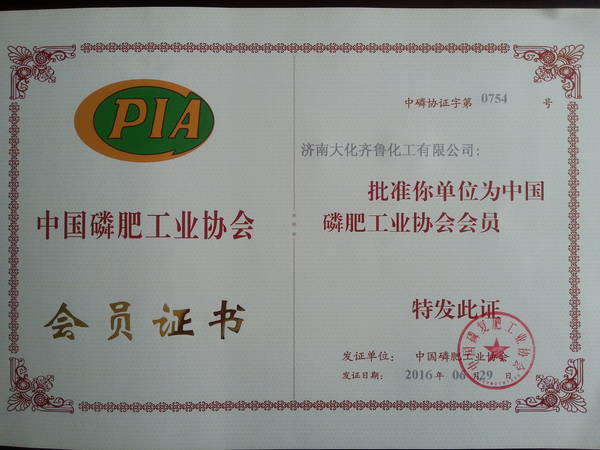 PIA
中国磷肥工业协会
会员证书
中磷协证字第 0754 号
济南大化齐鲁化工有限公司:
批准你单位为中国
磷肥工业协会会员
特发此证
发证单位: 中国磷肥工业协会
发证日期: 2016 年 06 月 29 日
中国磷复肥工业协会